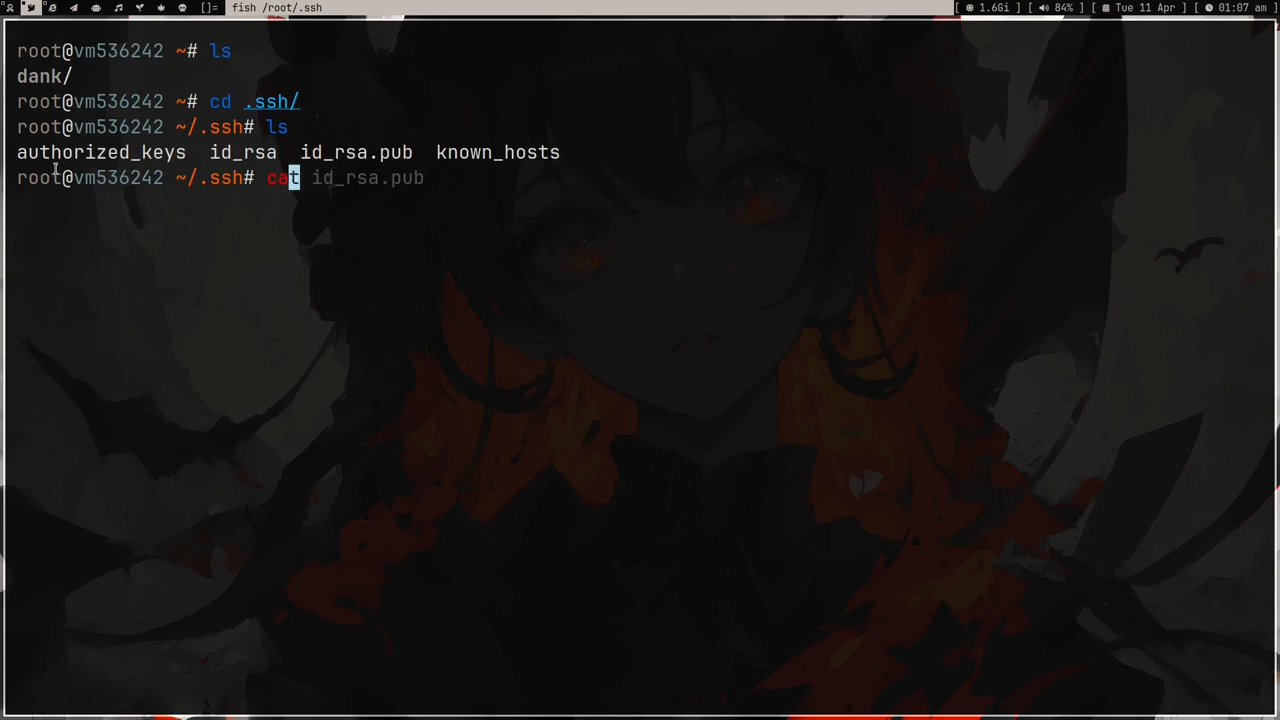 []= fish /root/.ssh [ 1.66i ] [ 84% ] [ Tue 11 Apr ] [ 01:07 am ]
root@vm536242 ~# ls
dank/
root@vm536242 ~# cd .ssh/
root@vm536242 ~/.ssh# ls
authorized_keys id_rsa id_rsa.pub known_hosts
root@vm536242 ~/.ssh# cat id_rsa.pub